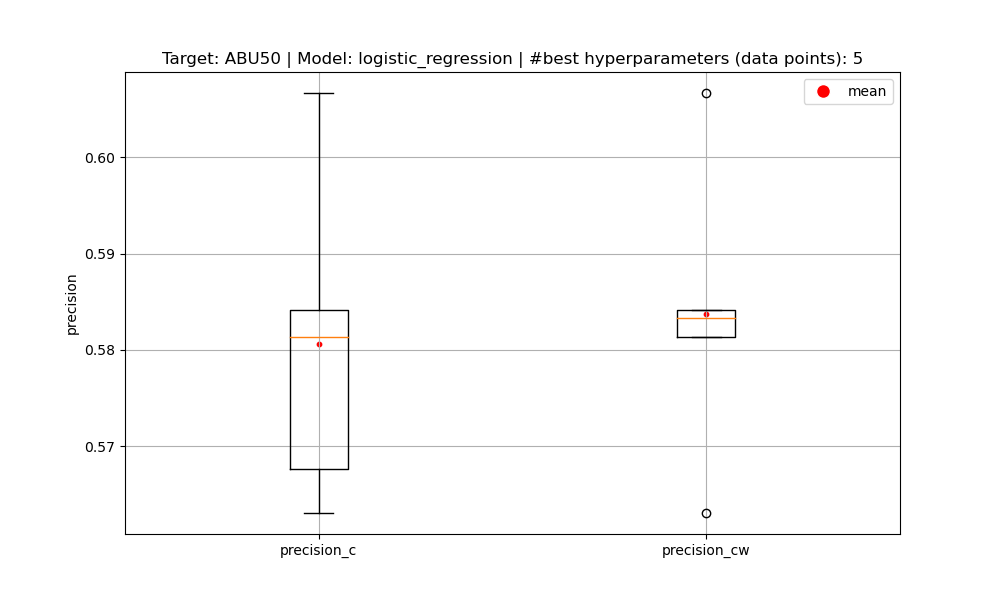 Target: ABU50 | Model: logistic_regression | #best hyperparameters (data points): 5
mean
0.60
0.59
0.58
0.57
precision
precision_c
precision_cw